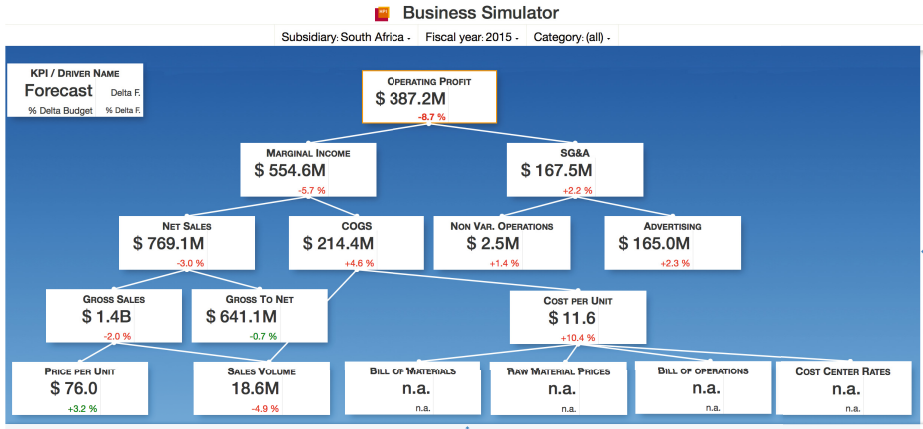 KPI
Business Simulator
Subsidiary: South Africa Fiscal year: 2015 Category: (all)
KPI / Driver Name
Forecast Delta F.
% Delta Budget % Delta F.
Operating Profit
$ 387.2M
-8.7 %
Marginal Income
$ 554.6M
-5.7 %
SG&A
$ 167.5M
+2.2 %
Net Sales
$ 769.1M
-3.0 %
COGS
$ 214.4M
+4.6 %
Non Var. Operations
$ 2.5M
+1.4 %
Advertising
$ 165.0M
+2.3 %
Gross Sales
$ 1.4B
-2.0 %
Gross To Net
$ 641.1M
-0.7 %
Cost per Unit
$ 11.6
+10.4 %
Price per Unit
$ 76.0
+3.2 %
Sales Volume
18.6M
-4.9 %
Bill of Materials
n.a.
n.a.
Raw Material Prices
n.a.
n.a.
Bill of Operations
n.a.
n.a.
Cost Center Rates
n.a.
n.a.